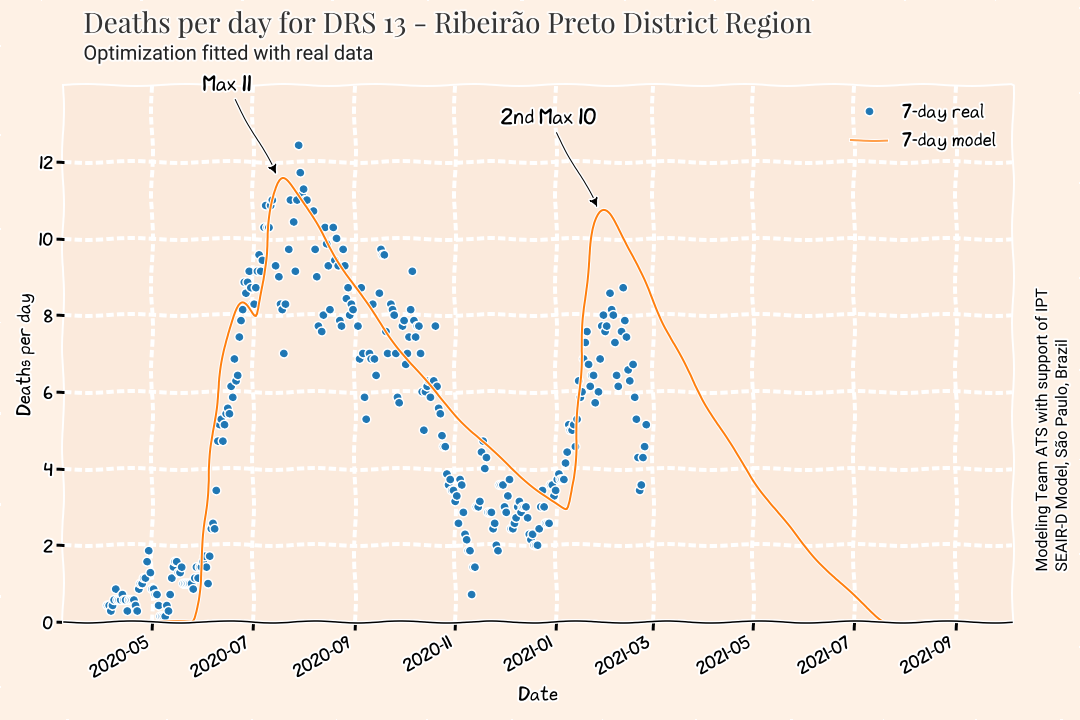 Deaths per day for DRS 13 - Ribeirão Preto District Region
Optimization fitted with real data
Max 11
2nd Max 10
7-day real
7-day model
12
10
8
6
4
2
0
Deaths per day
2020-05
2020-07
2020-09
2020-11
2021-01
2021-03
2021-05
2021-07
2021-09
Date
Modeling Team ATS with support of IPT
SEAIR-D Model, São Paulo, Brazil